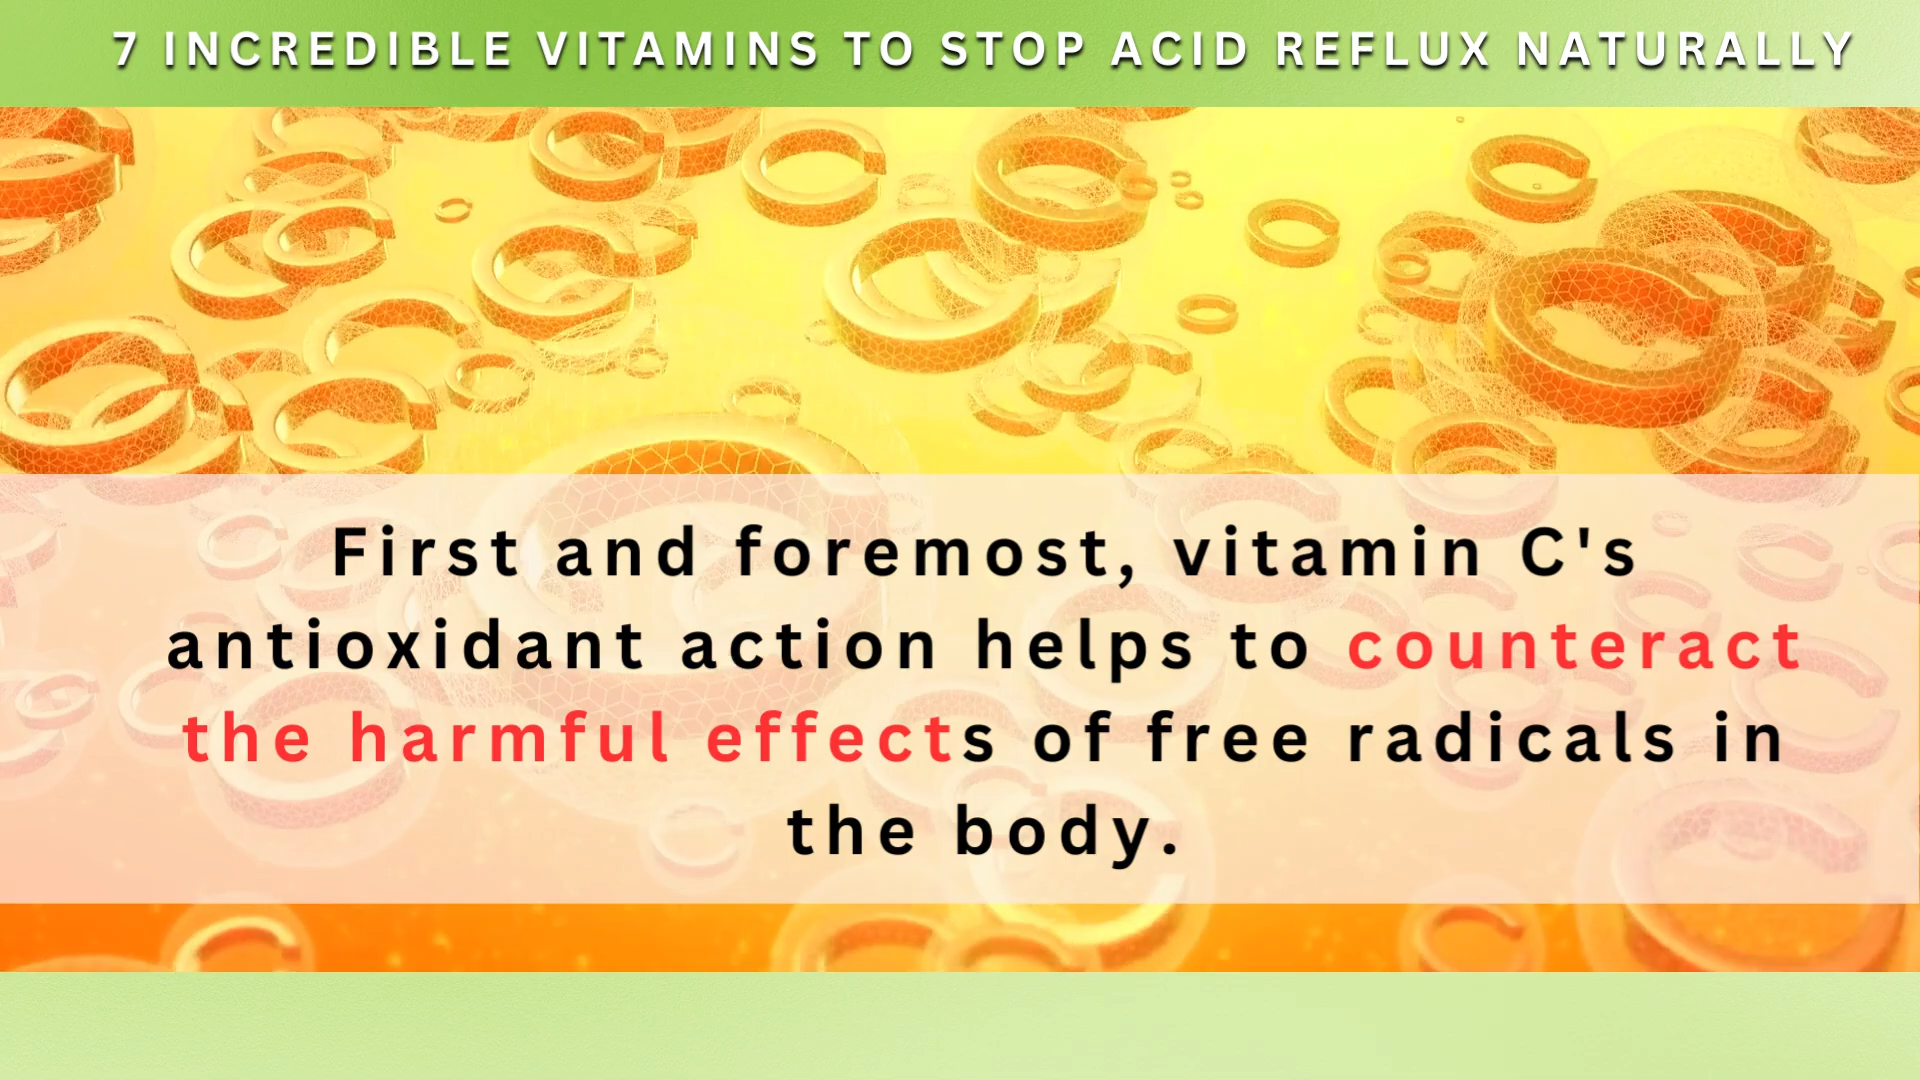 7 INCREDIBLE VITAMINS TO STOP ACID REFLUX NATURALLY
First and foremost, vitamin C's
antioxidant action helps to counteract
the harmful effects of free radicals in
the body.